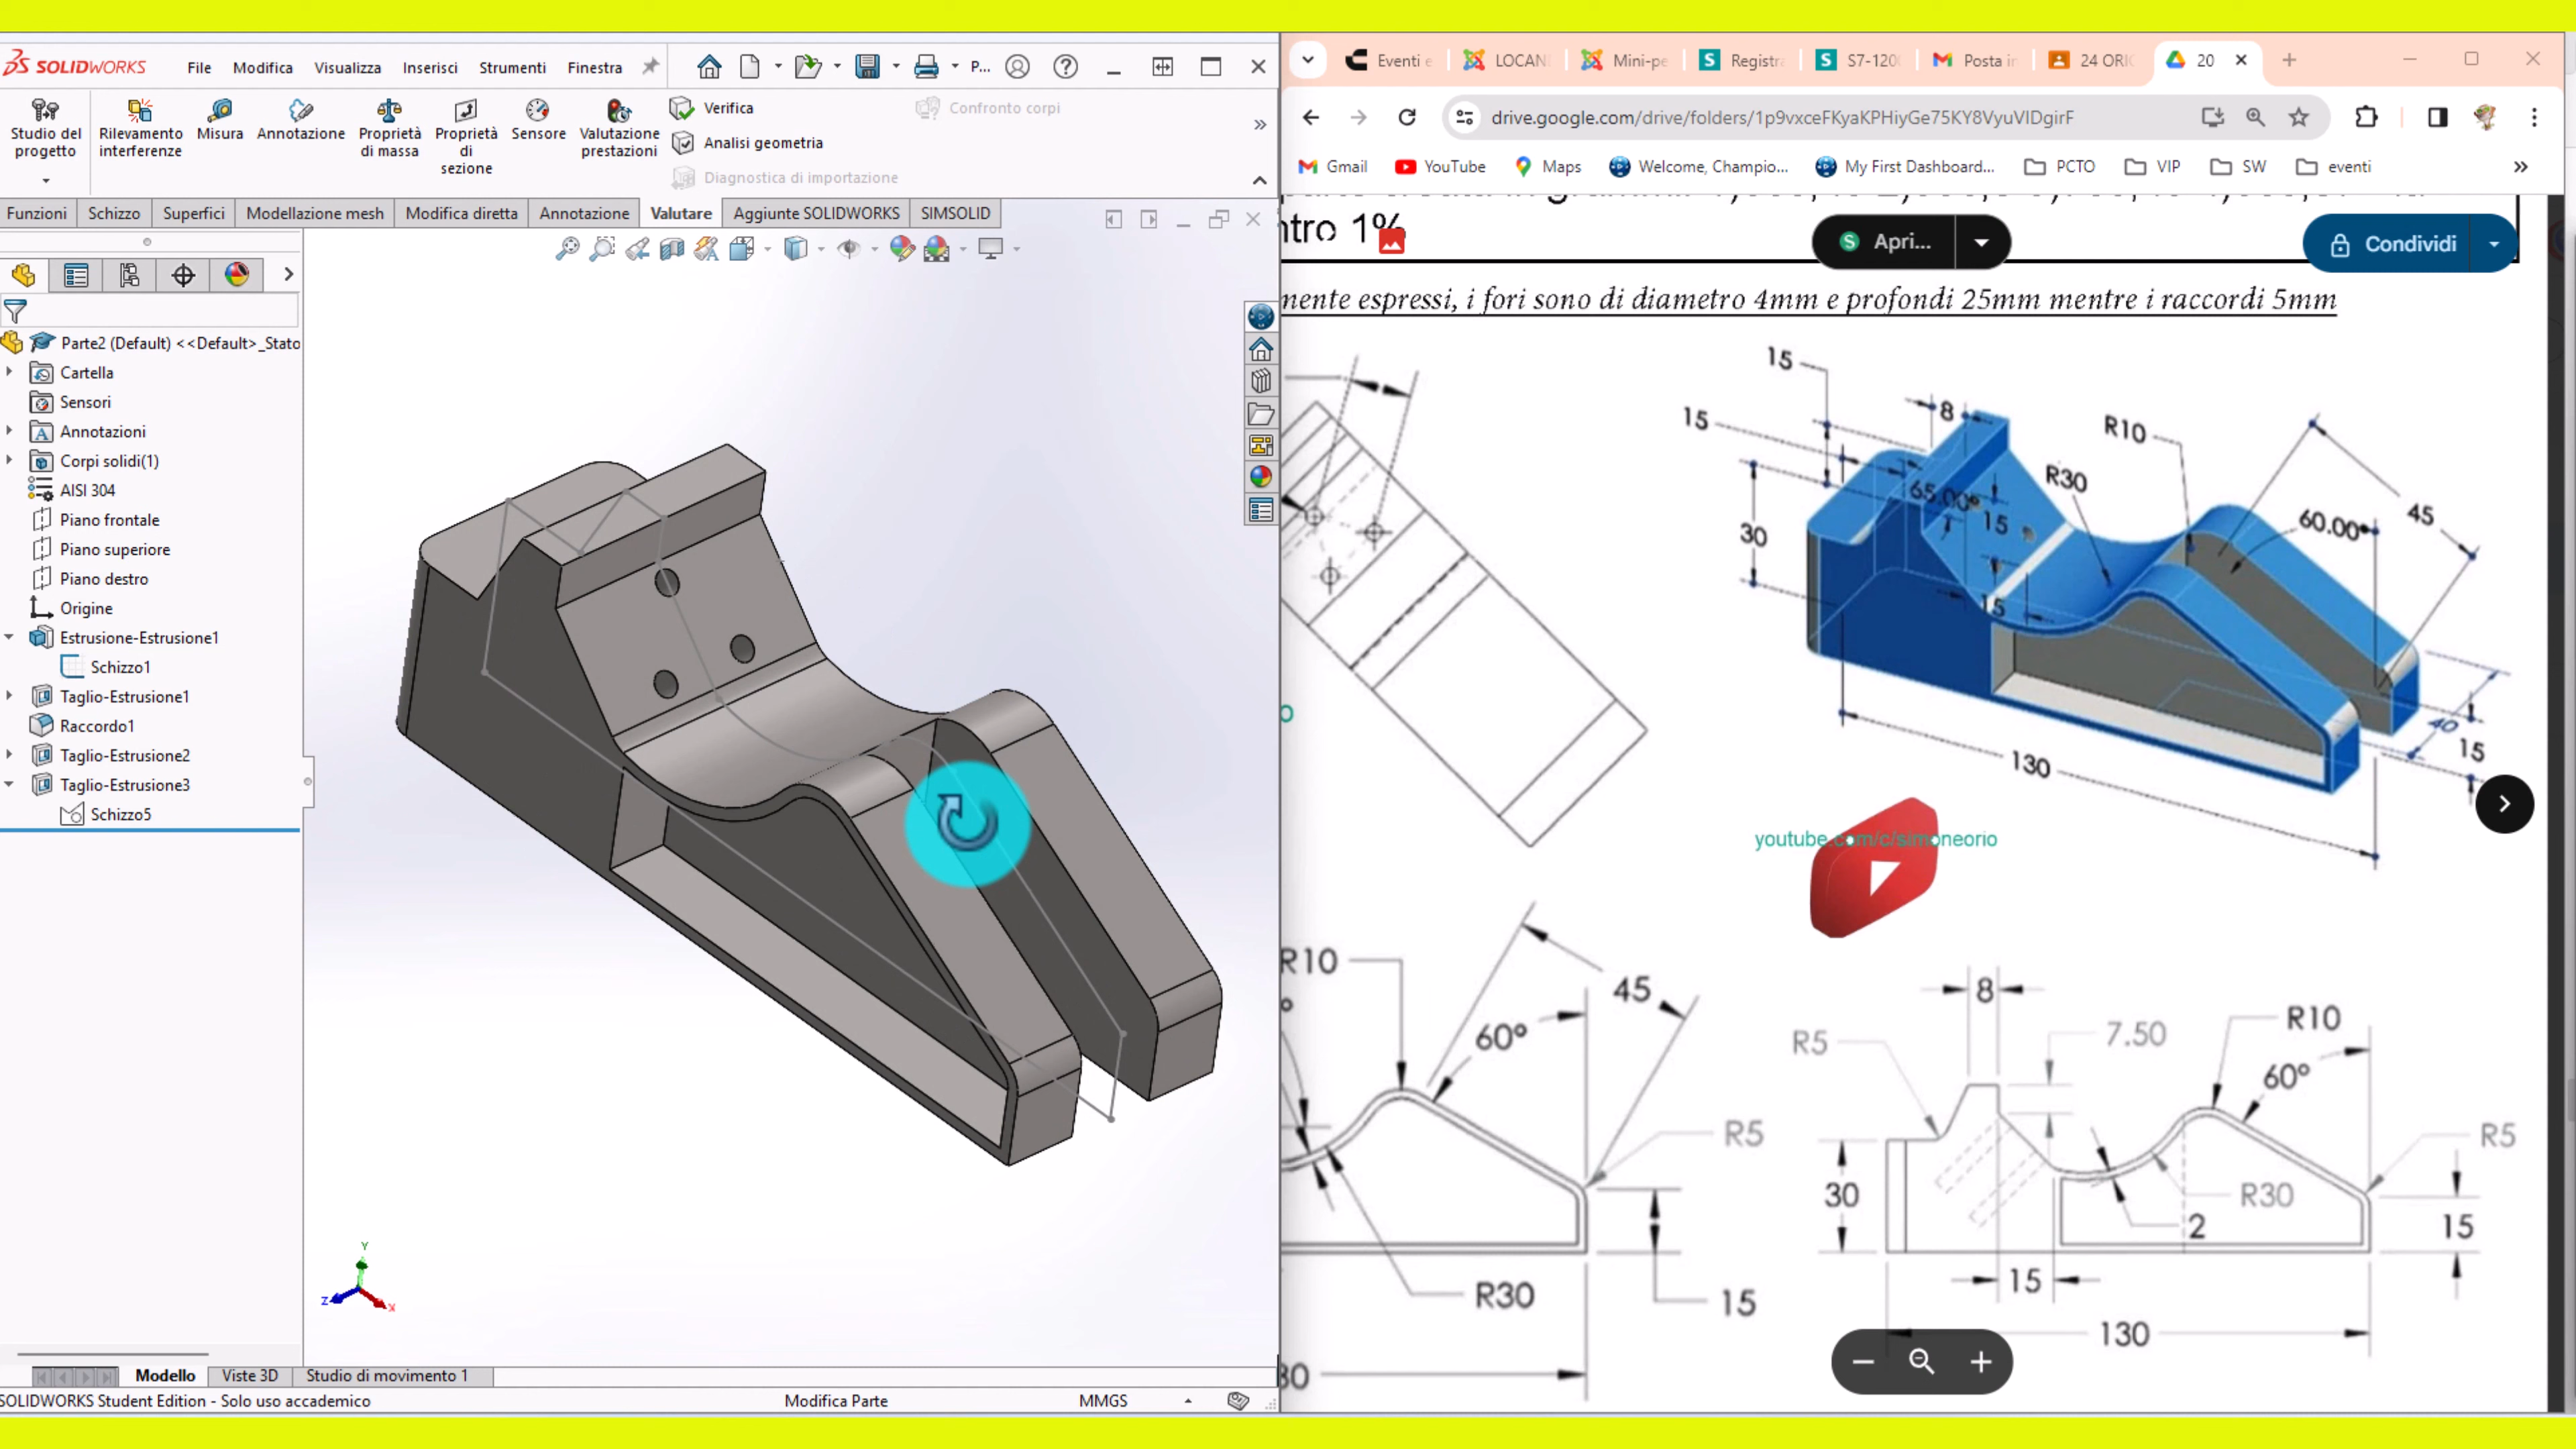 SOLIDWORKS
File Modifica Visualizza Inserisci Strumenti Finestra P...
Studio del progetto
Rilevamento interferenze
Misura
Annotazione
Proprietà di massa
Proprietà di sezione
Sensore
Valutazione prestazioni
Verifica
Analisi geometria
Diagnostica di importazione
Confronto corpi
Funzioni Schizzo Superfici Modellazione mesh Modifica diretta Annotazione Valutare Aggiunte SOLIDWORKS SIMSOLID
Parte2 (Default) <<Default>_Stato
Cartella
Sensori
Annotazioni
Corpi solidi(1)
AISI 304
Piano frontale
Piano superiore
Piano destro
Origine
Estrusione-Estrusione1
Schizzo1
Taglio-Estrusione1
Raccordo1
Taglio-Estrusione2
Taglio-Estrusione3
Schizzo5
Y
Z
X
Modello Viste 3D Studio di movimento 1
SOLIDWORKS Student Edition - Solo uso accademico
Modifica Parte
MMGS
Eventi e LOCAN Mini-pe Registra S7-120 Posta in 24 ORI 20
drive.google.com/drive/folders/1p9vxceFKyaKPHiyGe75KY8VyuVIDgirF
Gmail YouTube Maps Welcome, Champio... My First Dashboard... PCTO VIP SW eventi
ntro 1%
Apri...
Condividi
mente espressi, i fori sono di diametro 4mm e profondi 25mm mentre i raccordi 5mm
15
15
8
R10
R30
45
60.00°
65.00°
15
30
15
40
15
130
youtube.com/c/simoneorio
R10
45
60°
R5
R30
15
30
8
R5
7.50
R10
60°
R5
30
R30
2
15
15
130